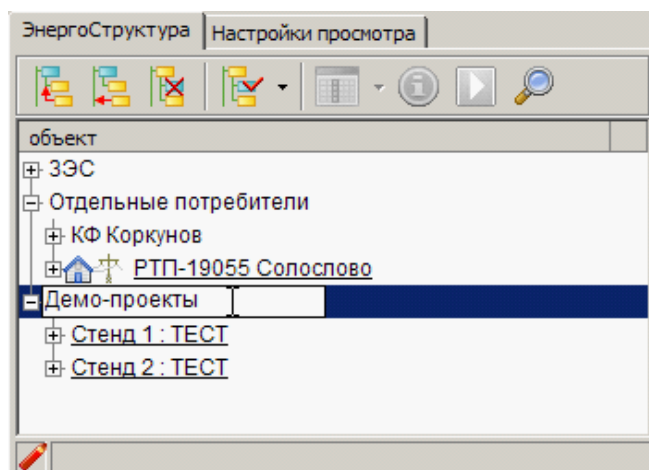 ЭнергоСтруктура Настройки просмотра
объект
ЗЭС
Отдельные потребители
КФ Коркунов
РТП-19055 Солослово
Демо-проекты
Стенд 1 : ТЕСТ
Стенд 2 : ТЕСТ